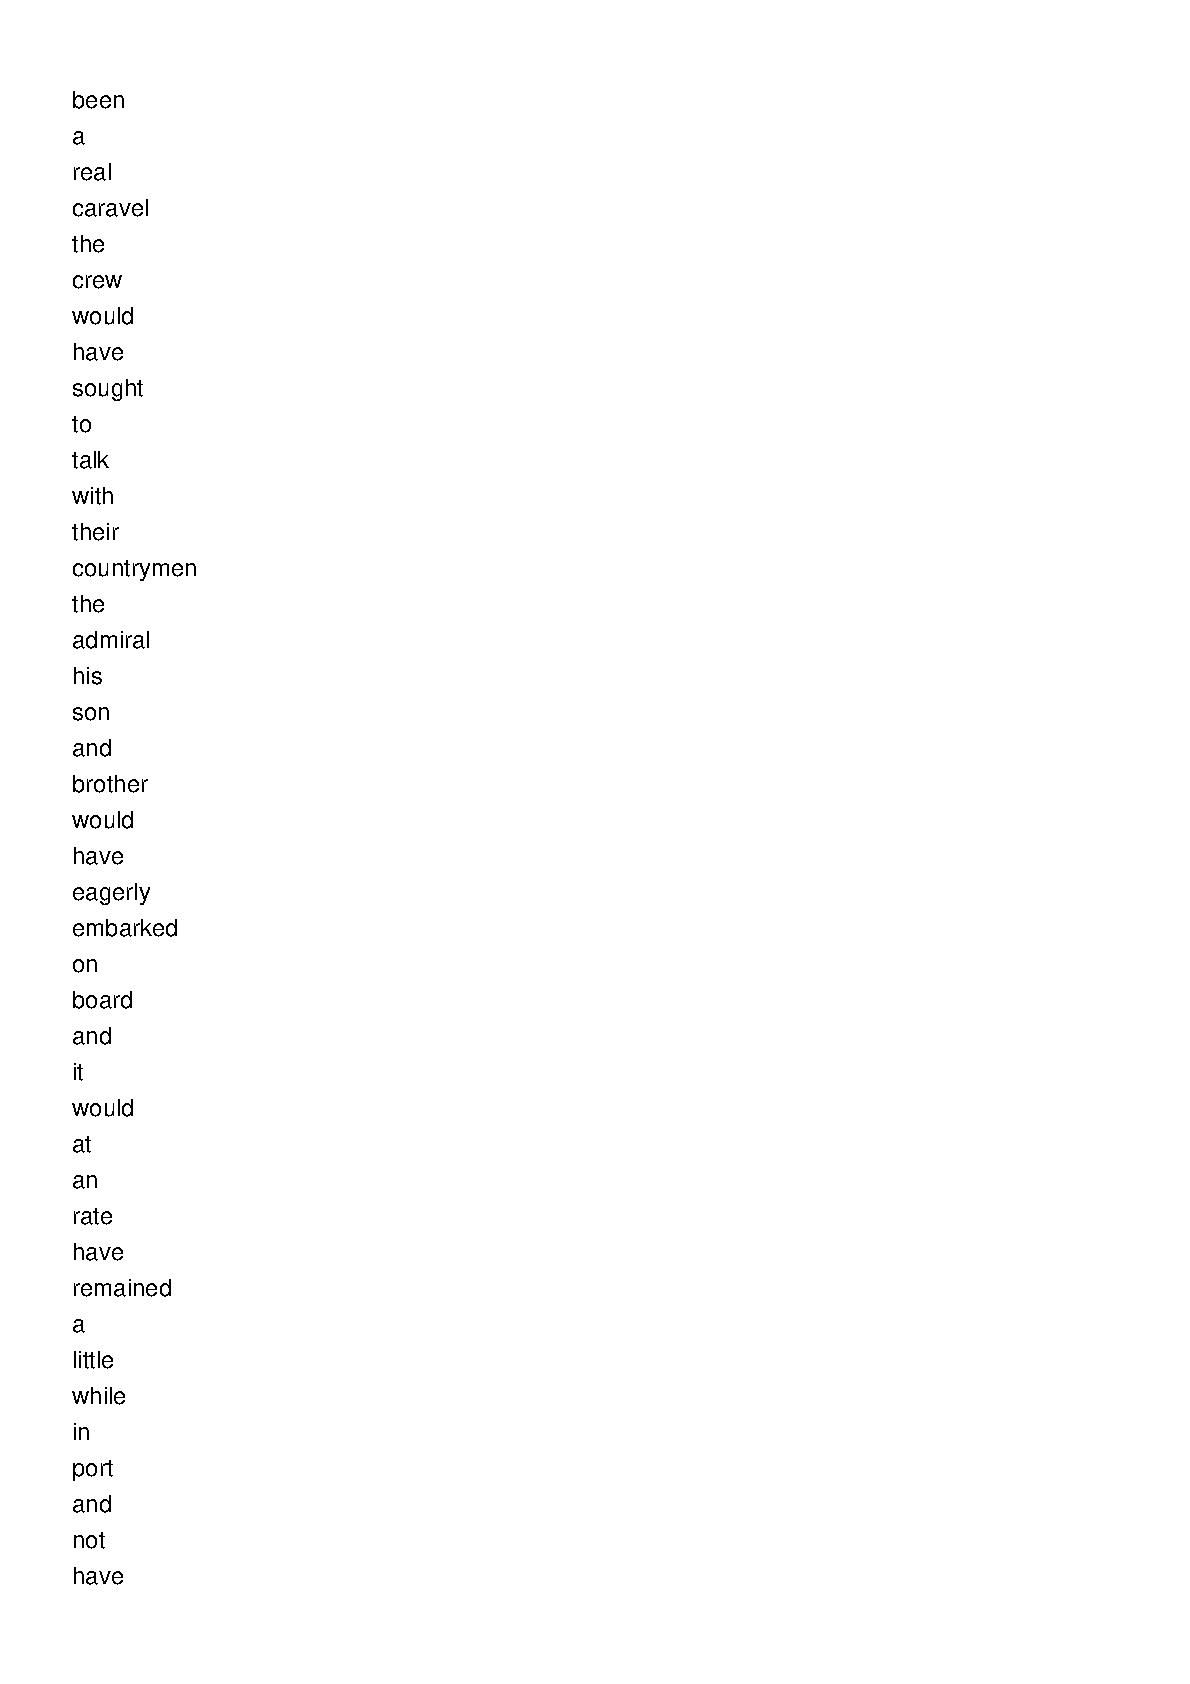 been
a
real
caravel
the
crew
would
have
sought
to
talk
with
their
countrymen
the
admiral
his
son
and
brother
would
have
eagerly
embarked
on
board
and
it
would
at
an
rate
have
remained
a
little
while
in
port
and
not
have